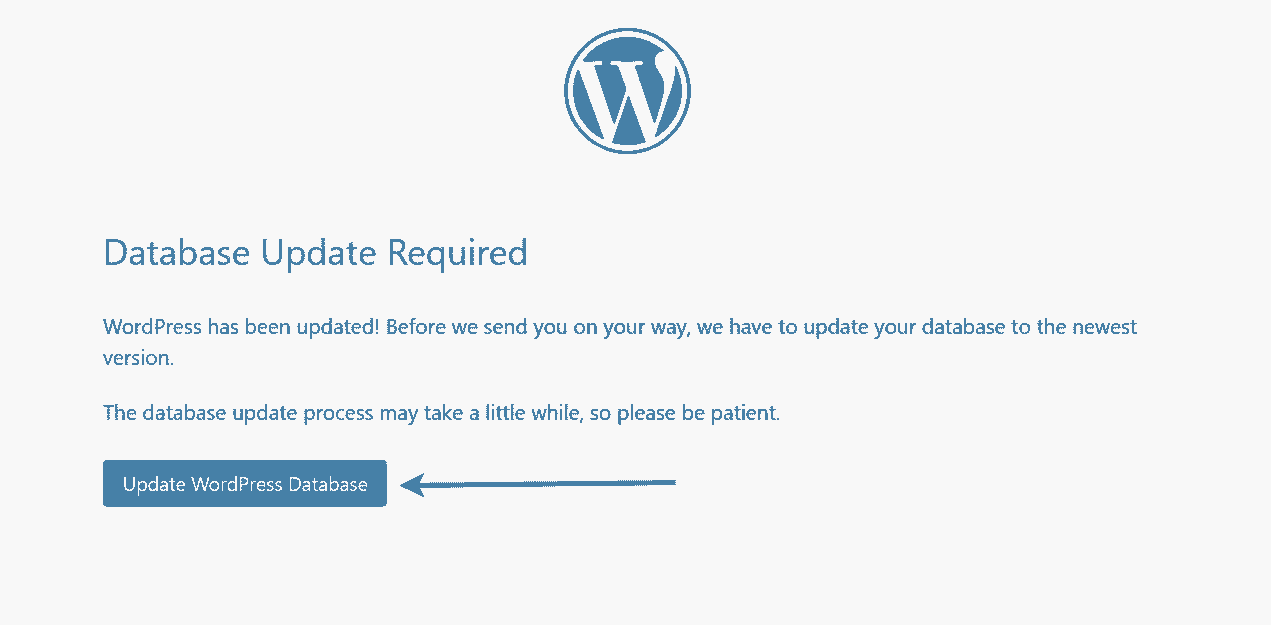 Database Update Required
WordPress has been updated! Before we send you on your way, we have to update your database to the newest
version.
The database update process may take a little while, so please be patient.
Update WordPress Database